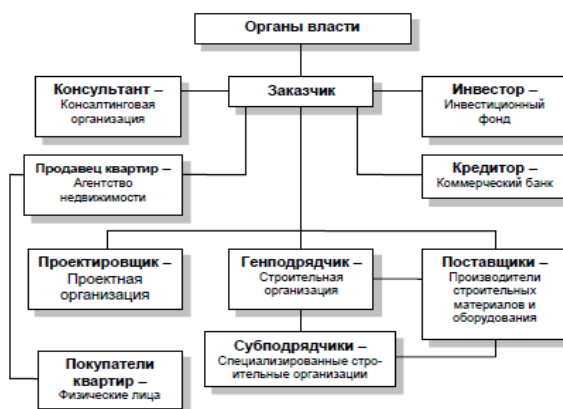 Органы власти
Консультант –
Консалтинговая
организация
Заказчик
Инвестор –
Инвестиционный
фонд
Продавец квартир –
Агентство
недвижимости
Кредитор –
Коммерческий банк
Проектировщик –
Проектная
организация
Генподрядчик –
Строительная
организация
Поставщики –
Производители
строительных
материалов и
оборудования
Субподрядчики –
Специализированные стро-
ительные организации
Покупатели
квартир –
Физические лица